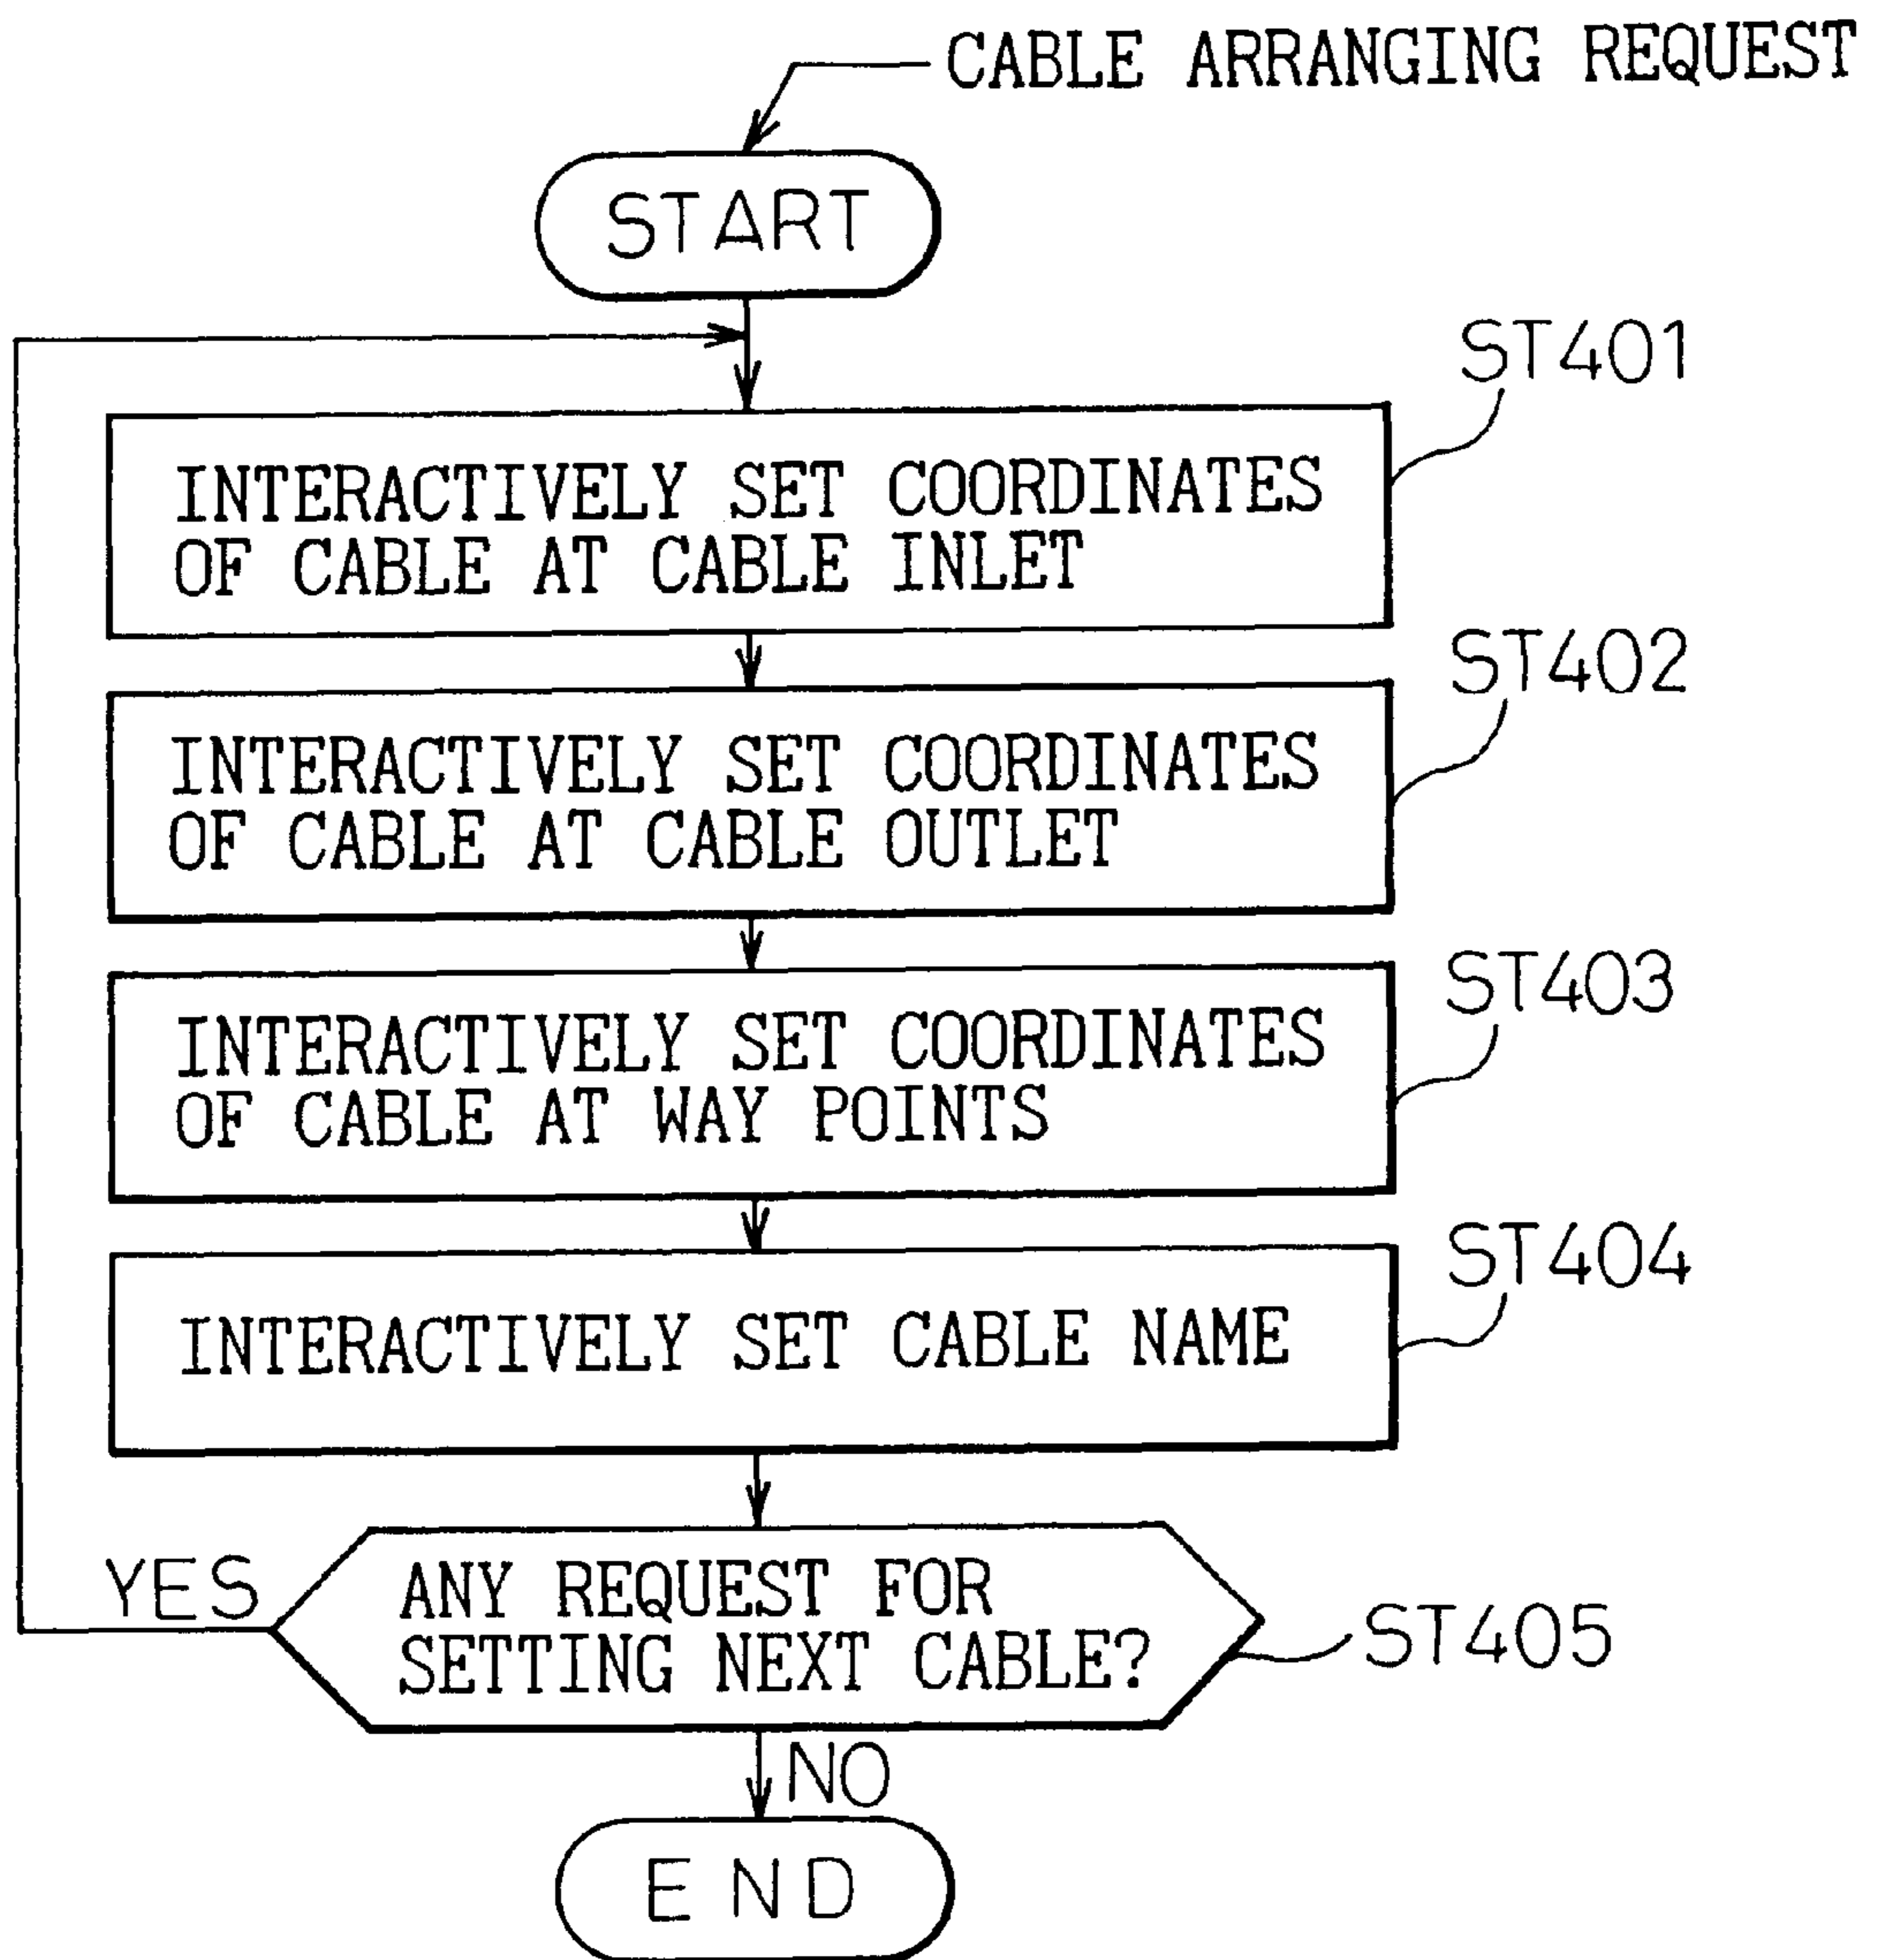 CABLE ARRANGING REQUEST
START
ST401
INTERACTIVELY SET COORDINATES
OF CABLE AT CABLE INLET
ST402
INTERACTIVELY SET COORDINATES
OF CABLE AT CABLE OUTLET
ST403
INTERACTIVELY SET COORDINATES
OF CABLE AT WAY POINTS
ST404
INTERACTIVELY SET CABLE NAME
YES
ANY REQUEST FOR
SETTING NEXT CABLE?
ST405
NO
END